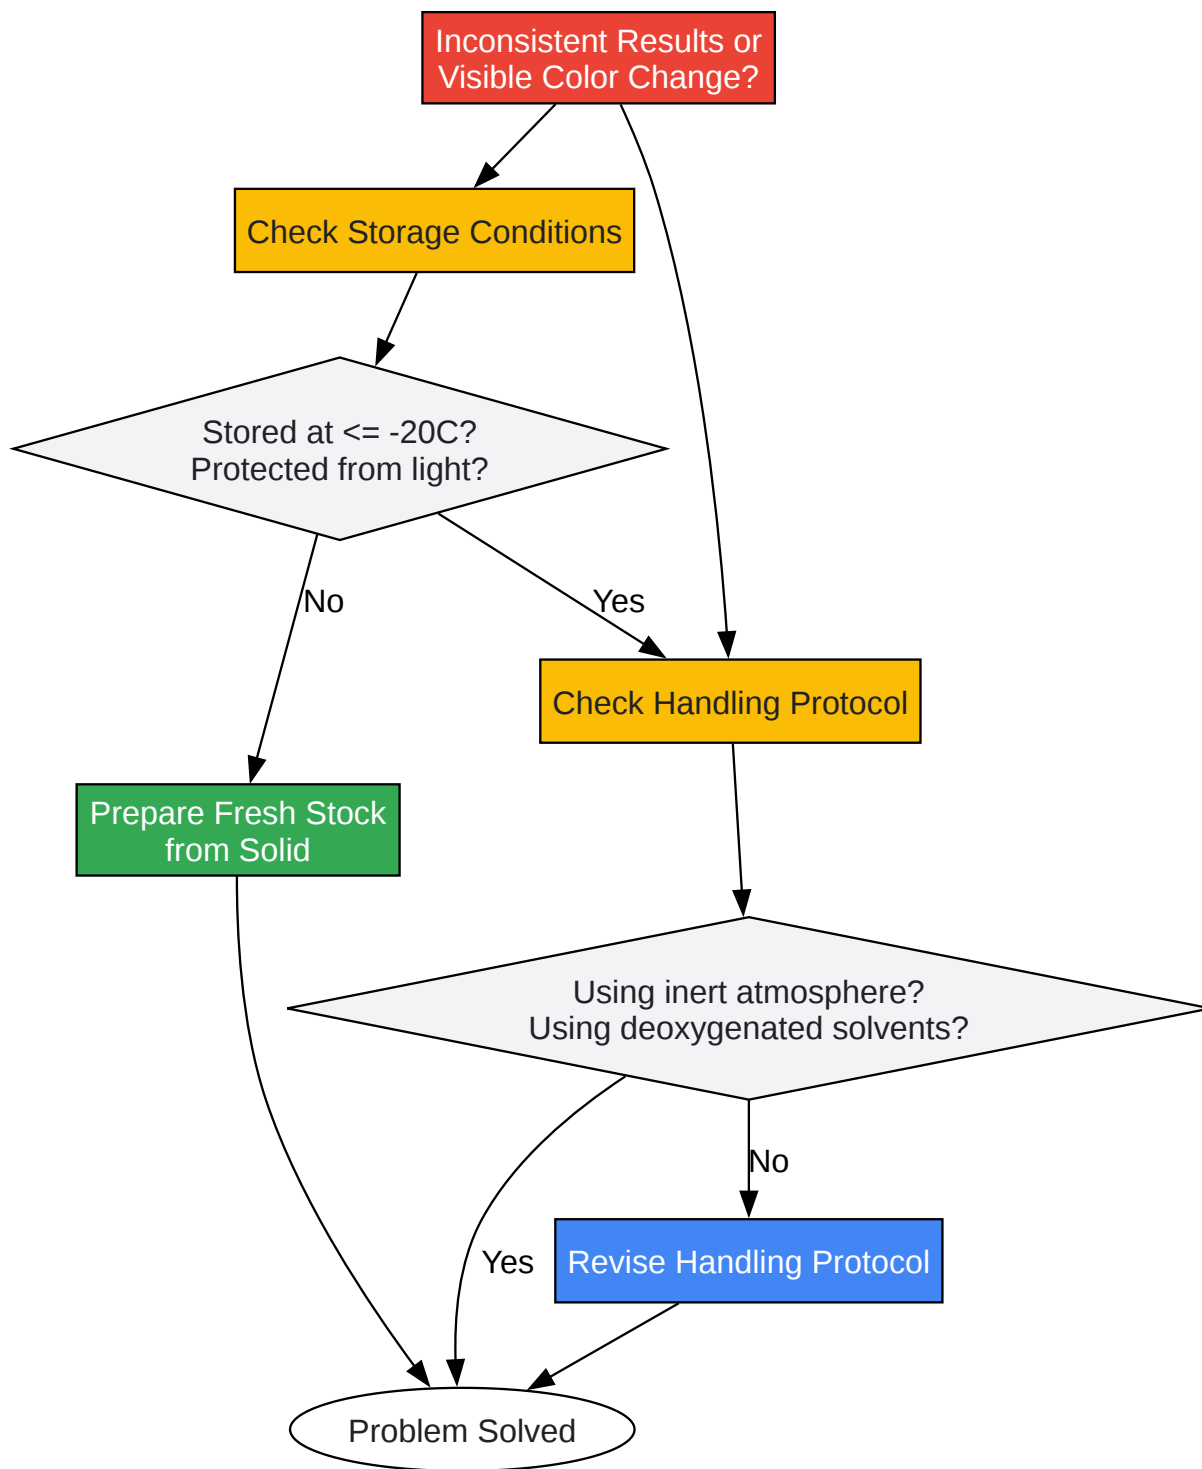 Inconsistent Results or
Visible Color Change?
Check Storage Conditions
Stored at <= -20C?
Protected from light?
No
Yes
Check Handling Protocol
Prepare Fresh Stock
from Solid
Using inert atmosphere?
Using deoxygenated solvents?
No
Yes
Revise Handling Protocol
Problem Solved